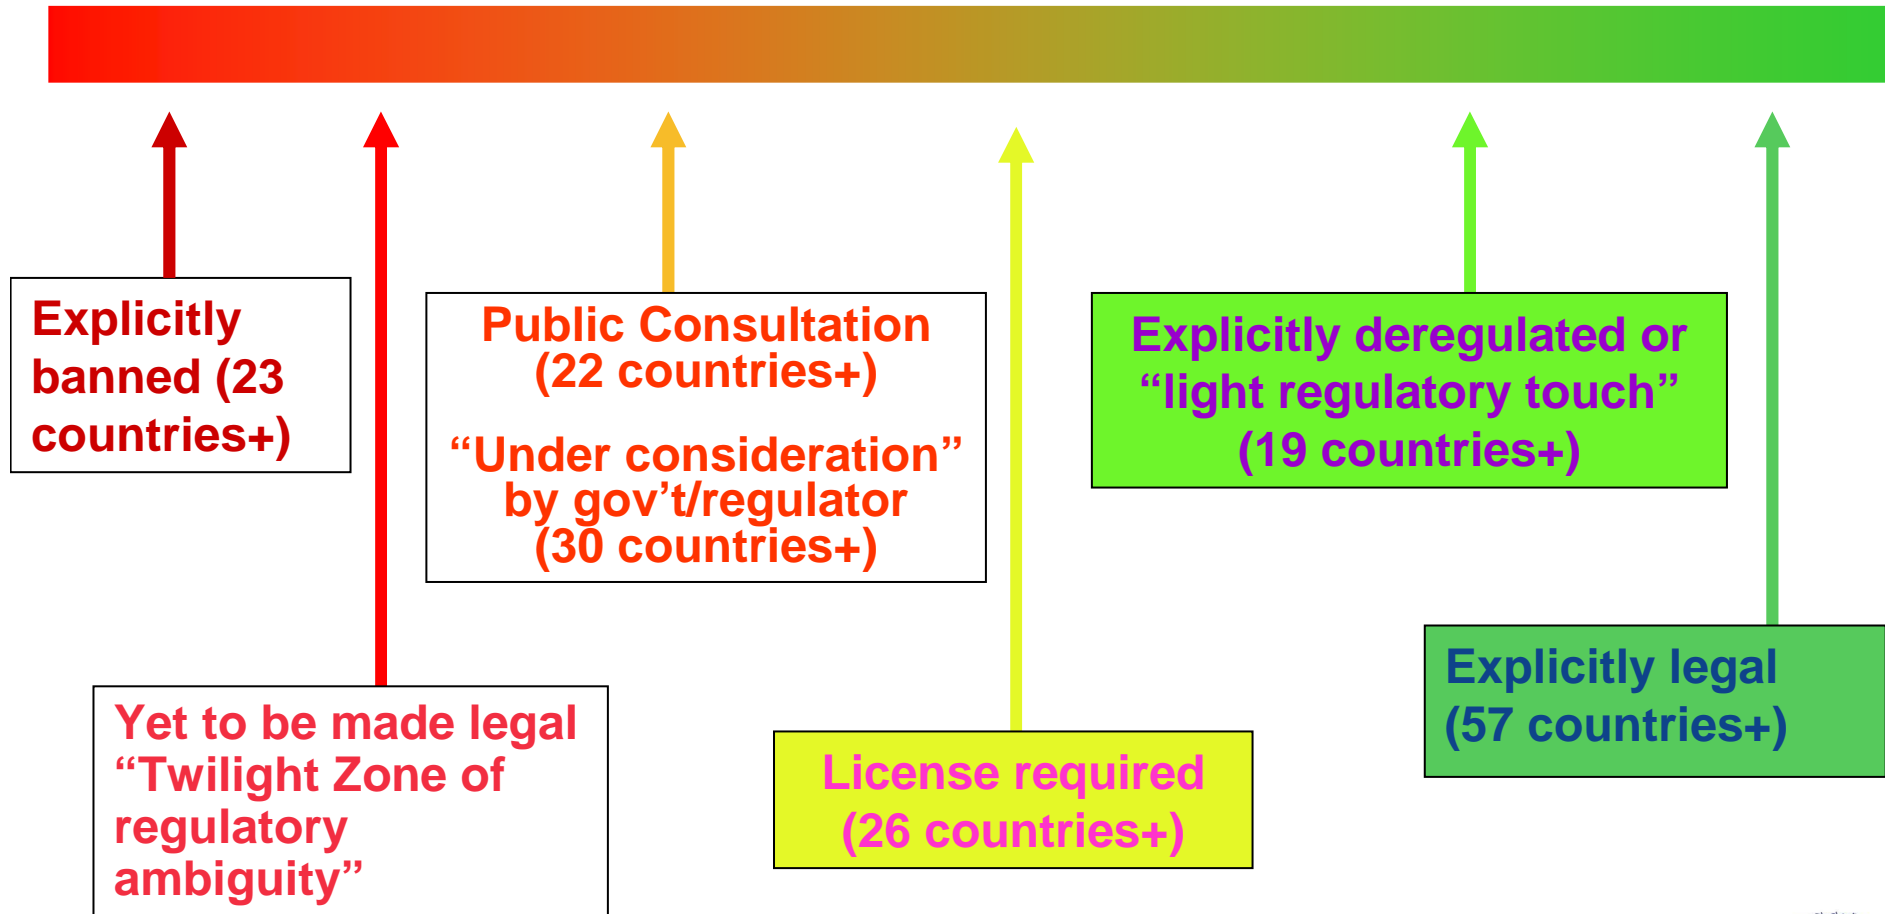 Explicitly
banned (23
countries+)
Public Consultation
(22 countries+)
“Under consideration”
by gov’t/regulator
(30 countries+)
Explicitly deregulated or
“light regulatory touch”
(19 countries+)
Yet to be made legal
“Twilight Zone of
regulatory
ambiguity”
License required
(26 countries+)
Explicitly legal
(57 countries+)